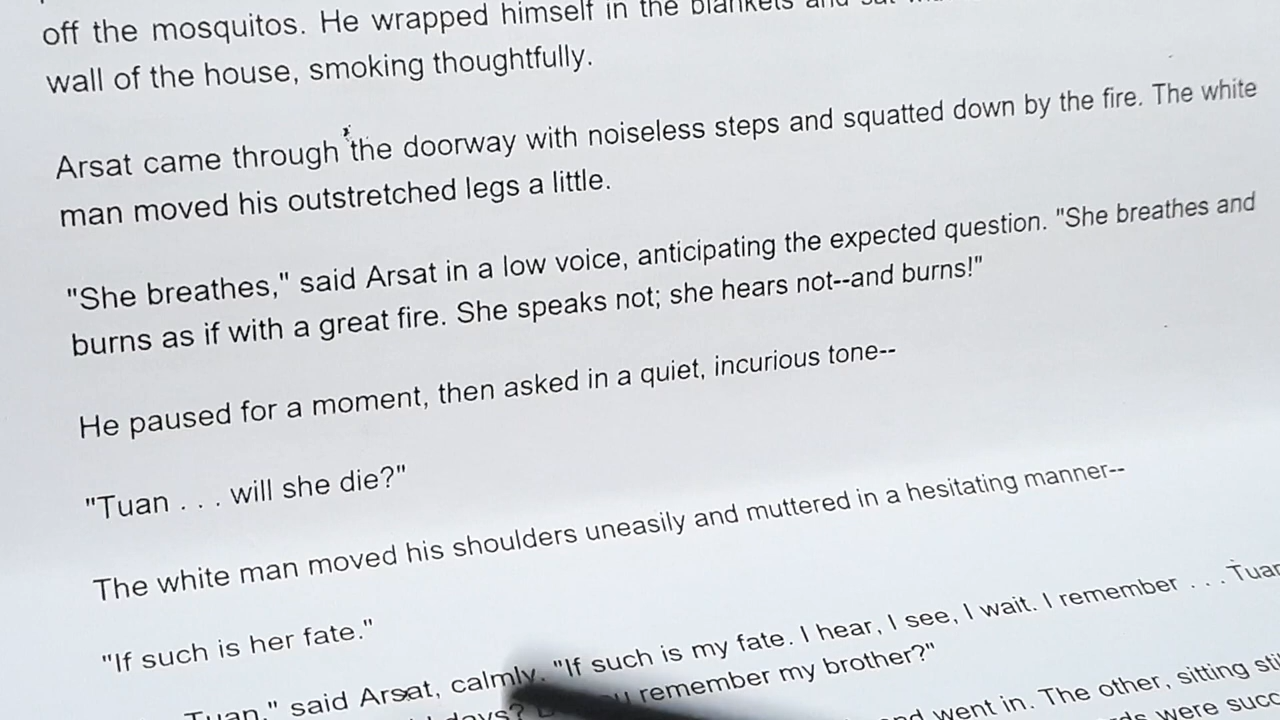 off the mosquitos. He wrapped himself in the blankets and
wall of the house, smoking thoughtfully.
Arsat came through the doorway with noiseless steps and squatted down by the fire. The white
man moved his outstretched legs a little.
"She breathes," said Arsat in a low voice, anticipating the expected question. "She breathes and
burns as if with a great fire. She speaks not; she hears not--and burns!"
He paused for a moment, then asked in a quiet, incurious tone--
"Tuan . . . will she die?"
The white man moved his shoulders uneasily and muttered in a hesitating manner--
"If such is her fate."
Tuan," said Arsat, calmly. "If such is my fate. I hear, I see, I wait. I remember . . . Tuan
days? remember my brother?"
and went in. The other, sitting
were